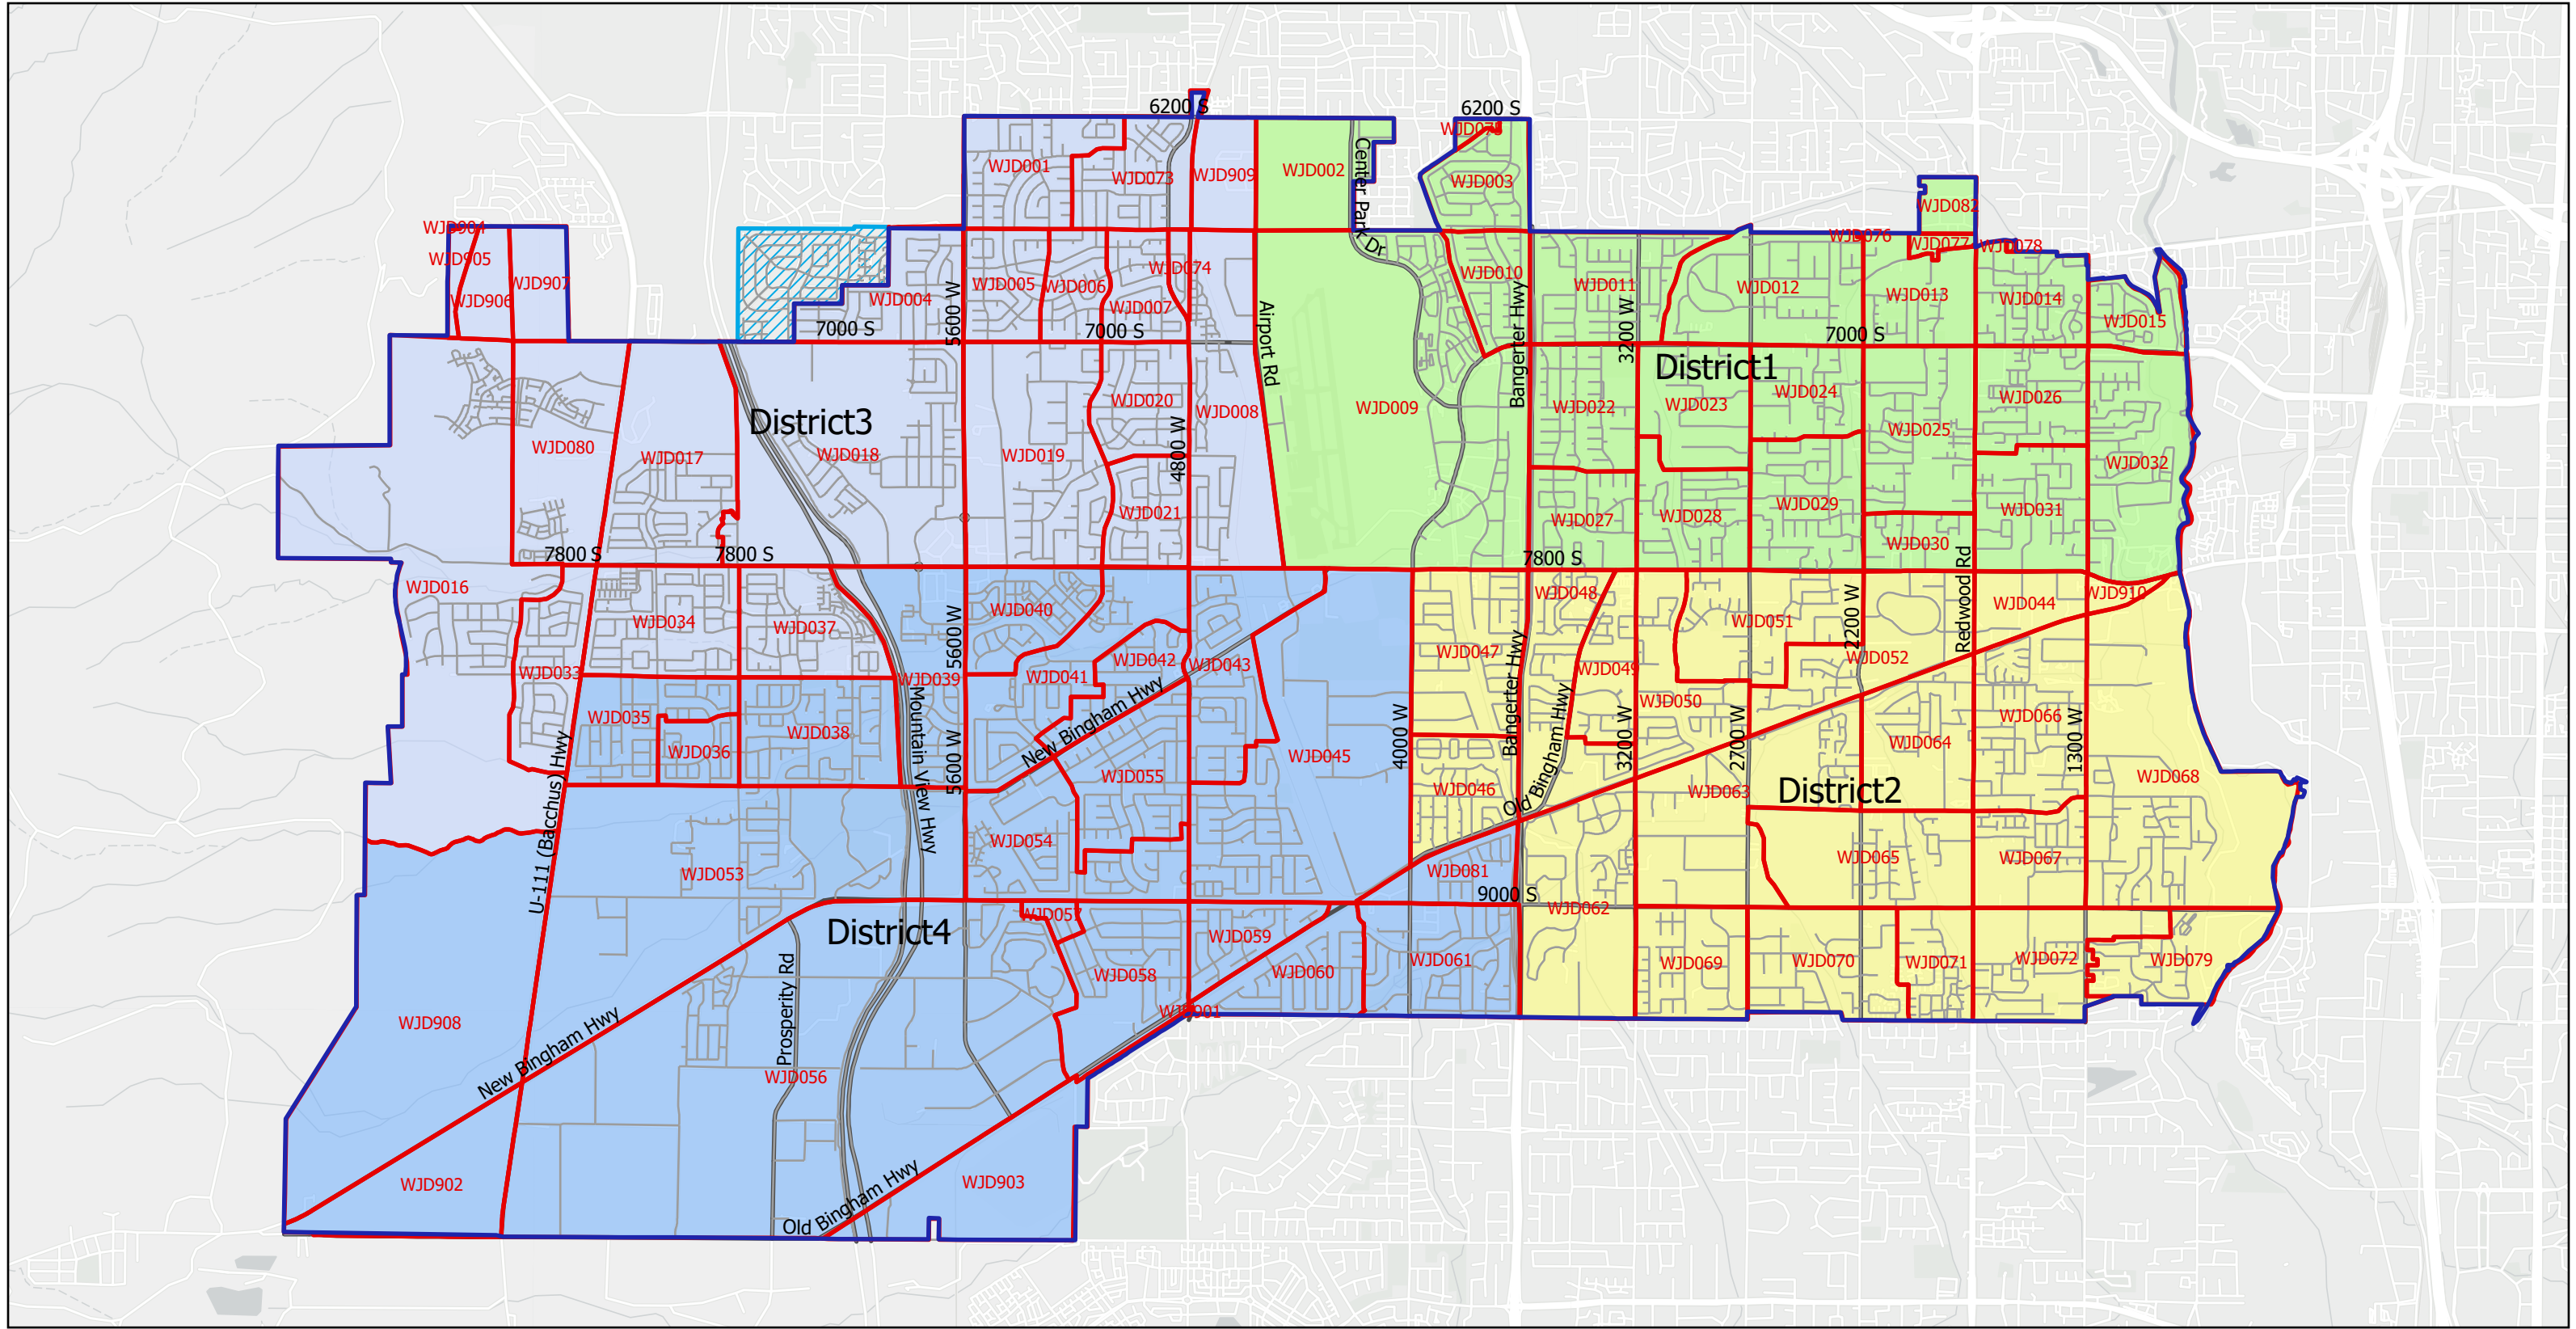 6200 S
6200 S
WJD075
Center Park Dr
WJD001
WJD073
WJD909
WJD002
WJD003
WJD082
WJD904
WJD905
WJD906
WJD907
WJD004
WJD005
WJD006
WJD074
WJD007
WJD010
WJD011
WJD012
WJD076
WJD077
WJD078
WJD013
WJD014
WJD015
7000 S
5600 W
7000 S
Airport Rd
Bangerter Hwy
3200 W
7000 S
District1
District3
WJD080
WJD017
WJD018
WJD019
WJD020
WJD008
4800 W
WJD021
WJD009
WJD022
WJD023
WJD024
WJD025
WJD026
WJD032
WJD027
WJD028
WJD029
WJD030
WJD031
Redwood Rd
7800 S
7800 S
7800 S
WJD016
WJD034
WJD037
WJD040
5600 W
WJD048
WJD051
2200 W
WJD044
WJD910
WJD033
WJD039
WJD041
WJD042
WJD043
WJD047
Bangerter Hwy
WJD049
WJD052
WJD035
WJD036
WJD038
Mountain View Hwy
5600 W
New Bingham Hwy
WJD055
WJD045
4000 W
WJD046
Old Bingham Hwy
3200 W
WJD050
2700 W
WJD063
District2
WJD064
WJD066
1300 W
WJD068
U-111 (Bacchus) Hwy
WJD053
WJD054
WJD081
9000 S
WJD062
WJD065
WJD067
District4
WJD057
WJD058
WJD059
WJD060
WJD061
WJD069
WJD070
WJD071
WJD072
WJD079
WJD901
WJD908
New Bingham Hwy
Prosperity Rd
WJD056
WJD902
Old Bingham Hwy
WJD903